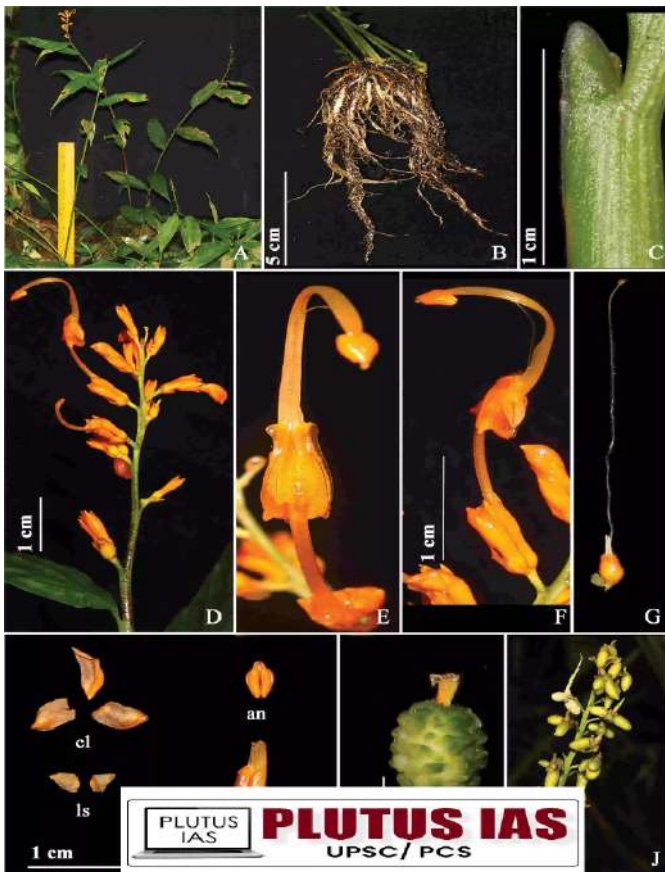 A
B
5 cm
C
1 cm
D
1 cm
E
F
1 cm
G
cl
an
ls
1 cm
J
PLUTUS
IAS
PLUTUS IAS
UPSC/ PCS